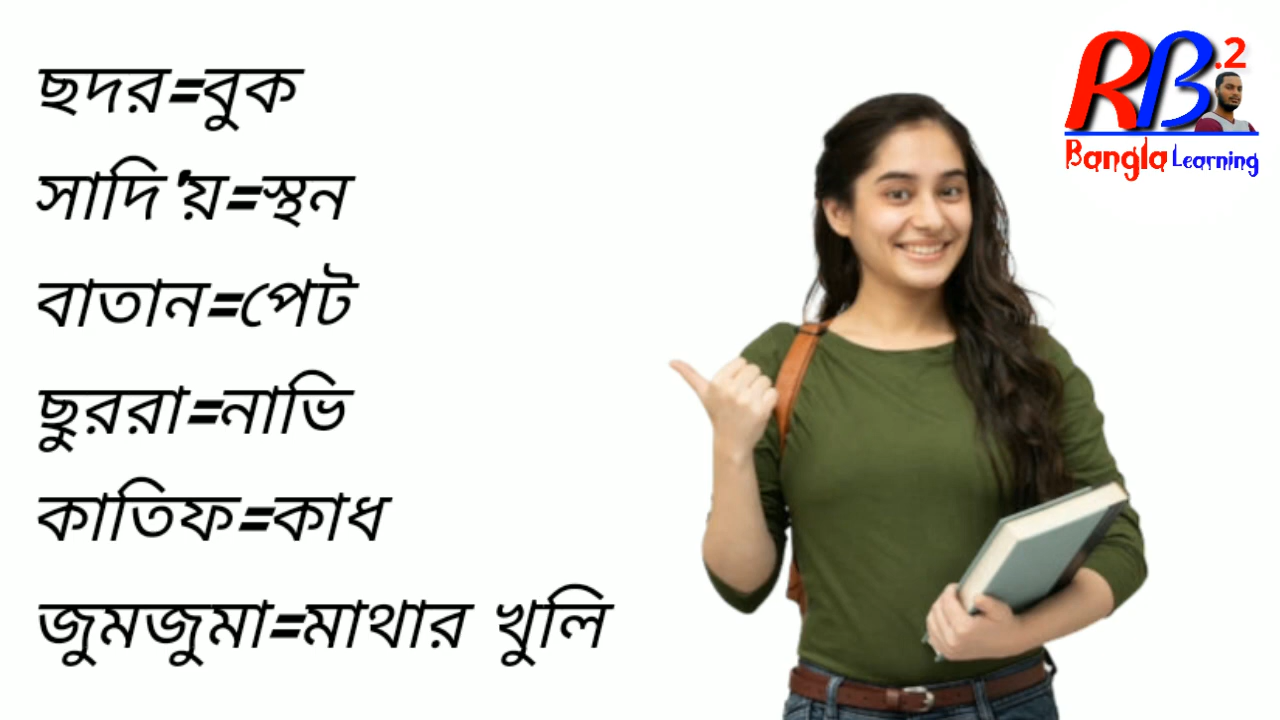 ছদর=বুক
সাদি'য়=স্থন
বাতান=পেট
ছুররা=নাভি
কাতিফ=কাধ
জুমজুমা=মাথার খুলি
RB.2
Bangla Learning